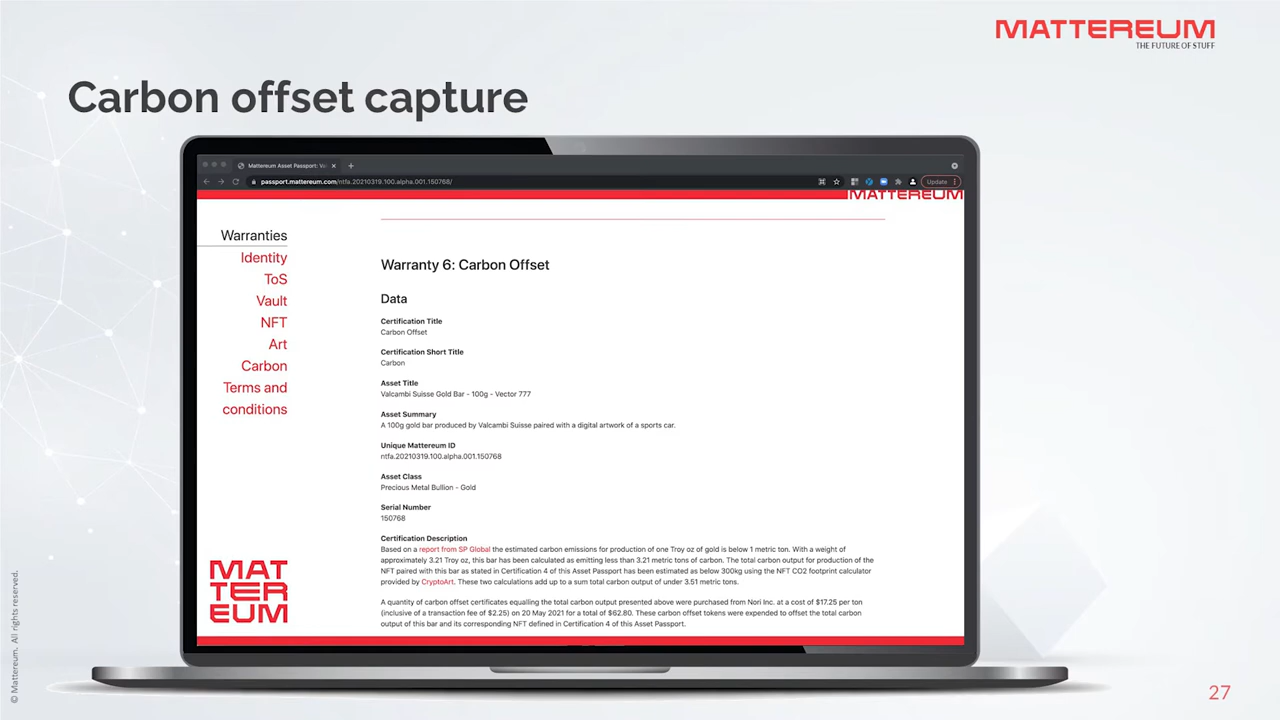 MATTEREUM
THE FUTURE OF STUFF
Carbon offset capture
passport.mattereum.com/ntfa.20210319.100.alpha.001.150768/
Update
MATTEREUM
Warranties
Identity
ToS
Vault
NFT
Art
Carbon
Terms and
conditions
MAT
TER
EUM
Warranty 6: Carbon Offset
Data
Certification Title
Carbon Offset
Certification Short Title
Carbon
Asset Title
Valcambi Suisse Gold Bar - 100g - Vector 777
Asset Summary
A 100g gold bar produced by Valcambi Suisse paired with a digital artwork of a sports car.
Unique Mattereum ID
ntfa.20210319.100.alpha.001.150768
Asset Class
Precious Metal Bullion - Gold
Serial Number
150768
Certification Description
Based on a report from SP Global the estimated carbon emissions for production of one Troy oz of gold is below 1 metric ton. With a weight of
approximately 3.21 Troy oz, this bar has been calculated as emitting less than 3.21 metric tons of carbon. The total carbon output for production of the
NFT paired with this bar as stated in Certification 4 of this Asset Passport has been estimated as below 300kg using the NFT CO2 footprint calculator
provided by CryptoArt. These two calculations add up to a sum total carbon output of under 3.51 metric tons.
A quantity of carbon offset certificates equalling the total carbon output presented above were purchased from Nori Inc. at a cost of $17.25 per ton
(inclusive of a transaction fee of $2.25) on 20 May 2021 for a total of $62.80. These carbon offset tokens were expended to offset the total carbon
output of this bar and its corresponding NFT defined in Certification 4 of this Asset Passport.
© Mattereum. All rights reserved.
27